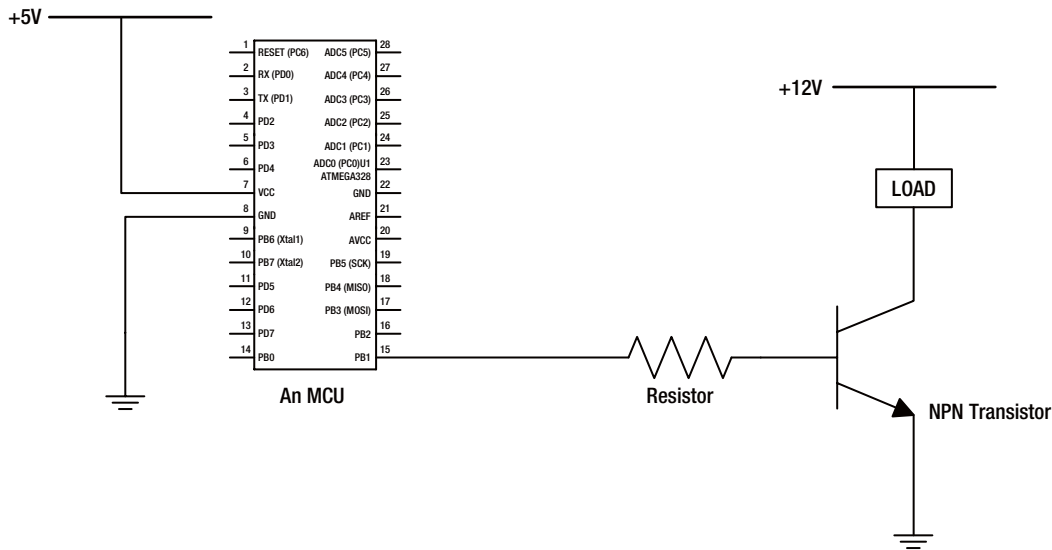 +5V
1 RESET (PC6) ADC5 (PC5) 28
2 RX (PD0) ADC4 (PC4) 27
3 TX (PD1) ADC3 (PC3) 26
4 PD2 ADC2 (PC2) 25
5 PD3 ADC1 (PC1) 24
6 PD4 ADC0 (PC0)U1 23
ATMEGA328
7 VCC GND 22
8 GND AREF 21
9 PB6 (Xtal1) AVCC 20
10 PB7 (Xtal2) PB5 (SCK) 19
11 PD5 PB4 (MISO) 18
12 PD6 PB3 (MOSI) 17
13 PD7 PB2 16
14 PB0 PB1 15
An MCU
Resistor
+12V
LOAD
NPN Transistor